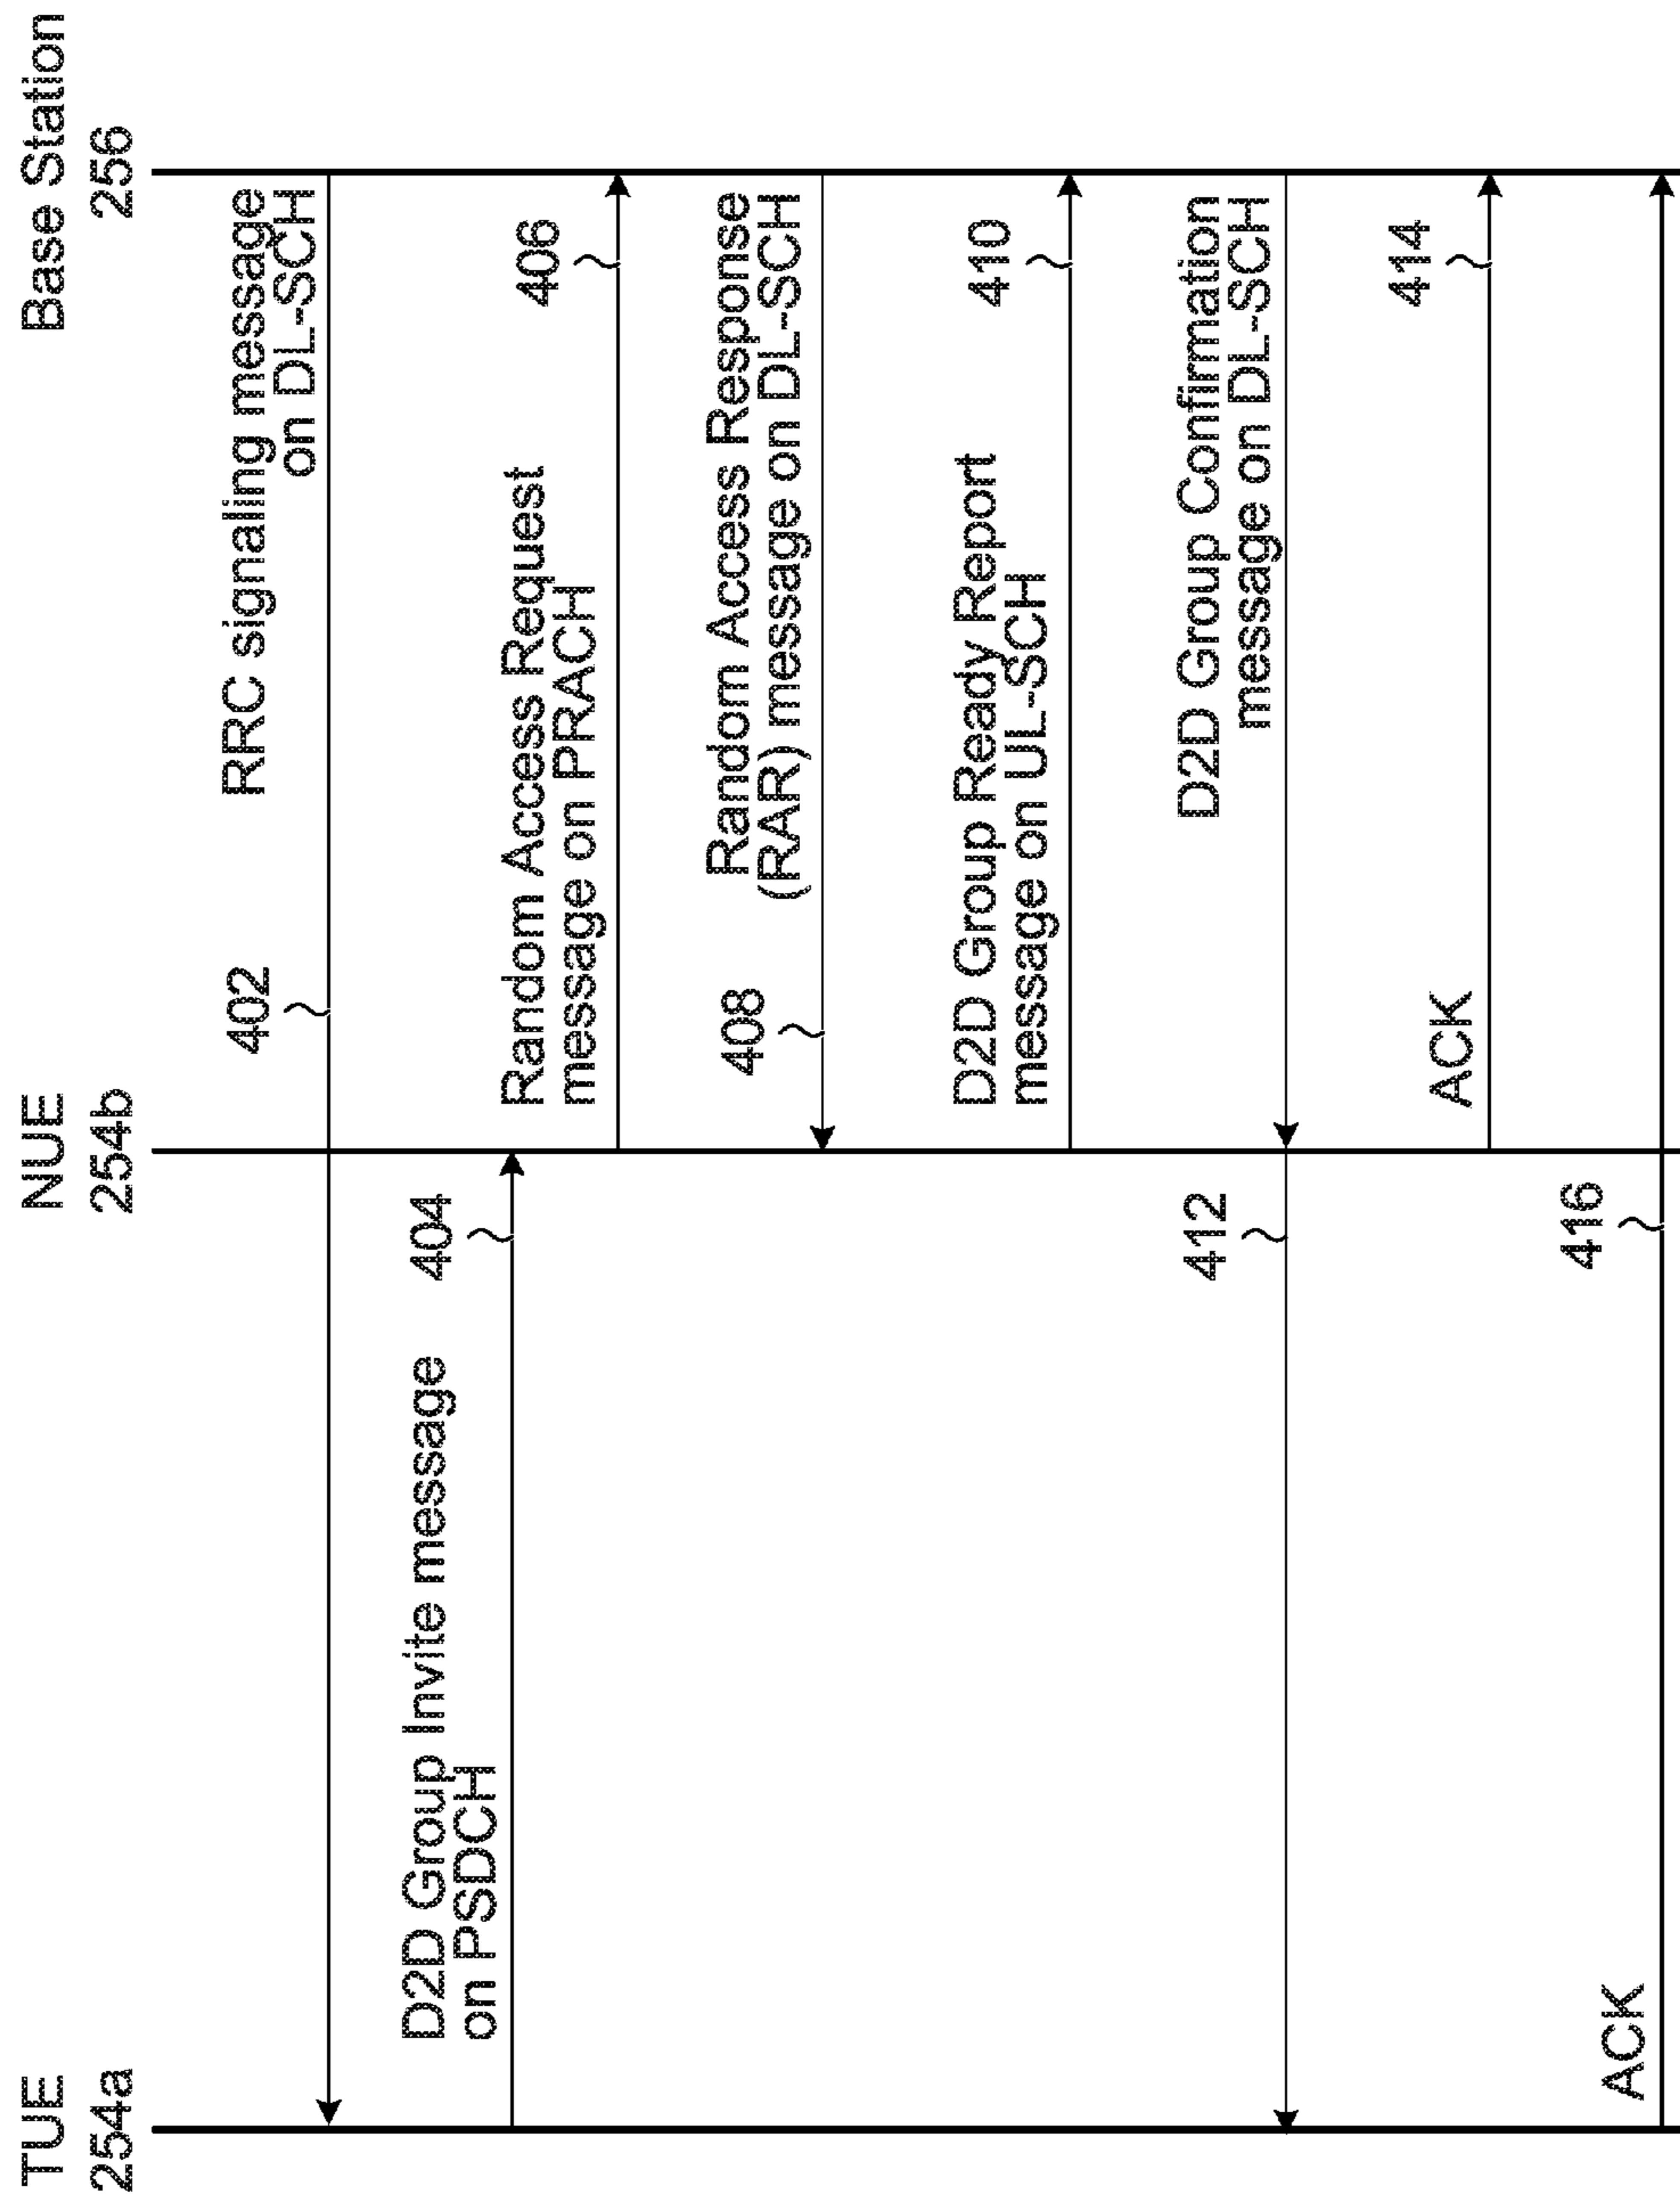 TUE
254a
NUE
254b
Base Station
256
RRC signaling message
on DL-SCH
402
D2D Group Invite message
on PSDCH
404
Random Access Request
message on PRACH
406
Random Access Response
(RAR) message on DL-SCH
408
D2D Group Ready Report
message on UL-SCH
410
D2D Group Confirmation
message on DL-SCH
412
ACK
414
ACK
416